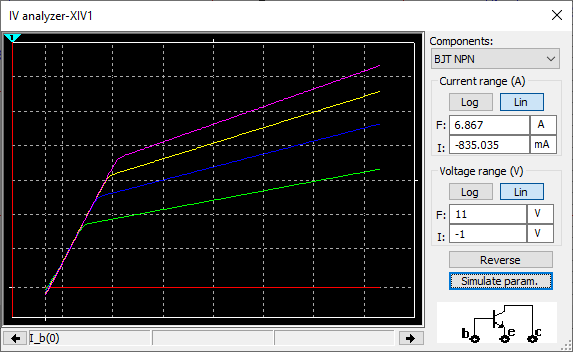 IV analyzer-XIV1
1
Components:
BJT NPN
Current range (A)
Log Lin
F: 6.867 A
I: -835.035 mA
Voltage range (V)
Log Lin
F: 11 V
I: -1 V
Reverse
Simulate param.
b e c
I_b(0)